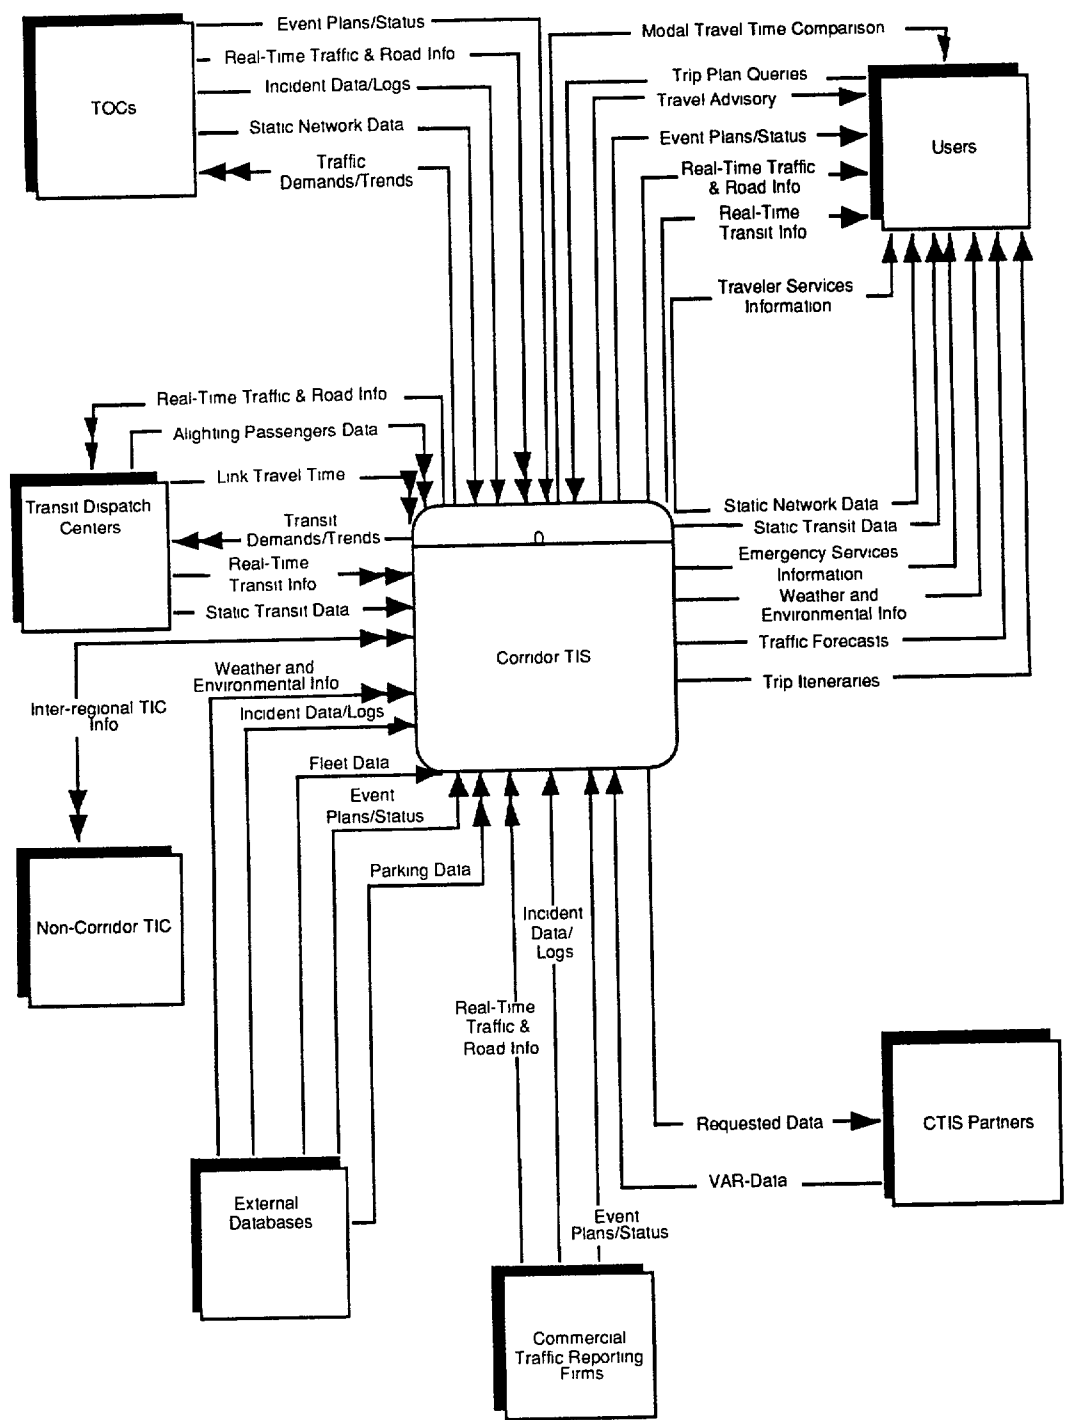 Event Plans/Status
Real-Time Traffic & Road Info
Incident Data/Logs
Static Network Data
Traffic
Demands/Trends
TOCs
Modal Travel Time Comparison
Trip Plan Queries
Travel Advisory
Event Plans/Status
Real-Time Traffic
& Road Info
Real-Time
Transit Info
Users
Traveler Services
Information
Real-Time Traffic & Road Info
Alighting Passengers Data
Link Travel Time
Transit Dispatch
Centers
Transit
Demands/Trends
Real-Time
Transit Info
Static Transit Data
Static Network Data
Static Transit Data
Emergency Services
Information
Weather and
Environmental Info
Traffic Forecasts
Trip Iteneraries
Corridor TIS
Weather and
Environmental Info
Inter-regional TIC
Info
Incident Data/Logs
Fleet Data
Event
Plans/Status
Parking Data
Non-Corridor TIC
Incident
Data/
Logs
Real-Time
Traffic &
Road Info
Requested Data
CTIS Partners
VAR-Data
External
Databases
Event
Plans/Status
Commercial
Traffic Reporting
Firms